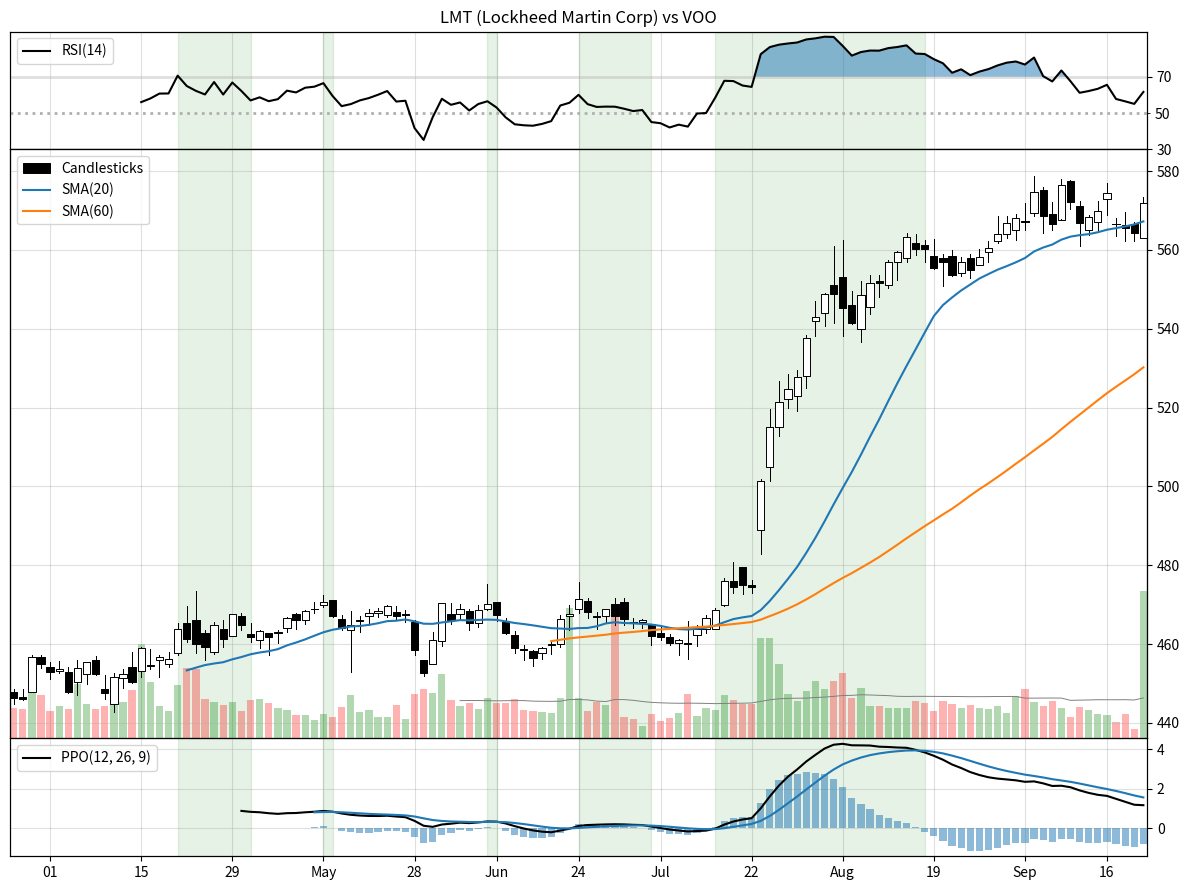 LMT (Lockheed Martin Corp) vs VOO
RSI(14)
70
50
30
Candlesticks
SMA(20)
SMA(60)
580
560
540
520
500
480
460
440
PPO(12, 26, 9)
4
2
0
01 15 29 May 28 Jun 24 Jul 22 Aug 19 Sep 16